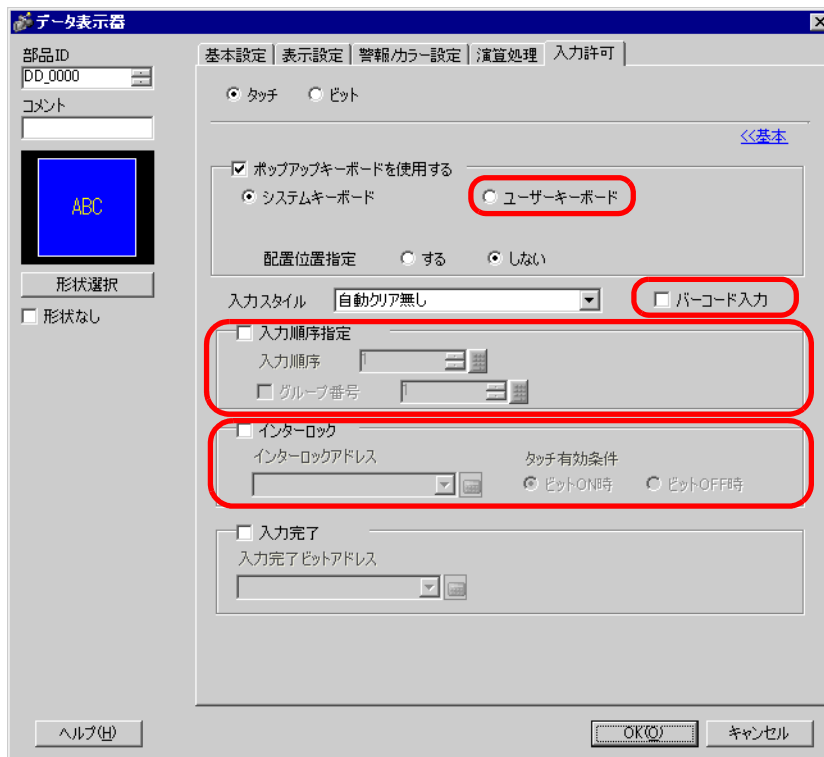 データ表示器
部品ID
DD_0000
コメント
ABC
形状選択
形状なし
基本設定 表示設定 警報/カラー設定 演算処理 入力許可
タッチ ビット
<<基本
ポップアップキーボードを使用する
システムキーボード ユーザーキーボード
配置位置指定 する しない
入力スタイル 自動クリア無し バーコード入力
入力順序指定
入力順序 1
グループ番号 1
インターロック
インターロックアドレス タッチ有効条件
ビットON時 ビットOFF時
入力完了
入力完了ビットアドレス
ヘルプ(H) OK(O) キャンセル